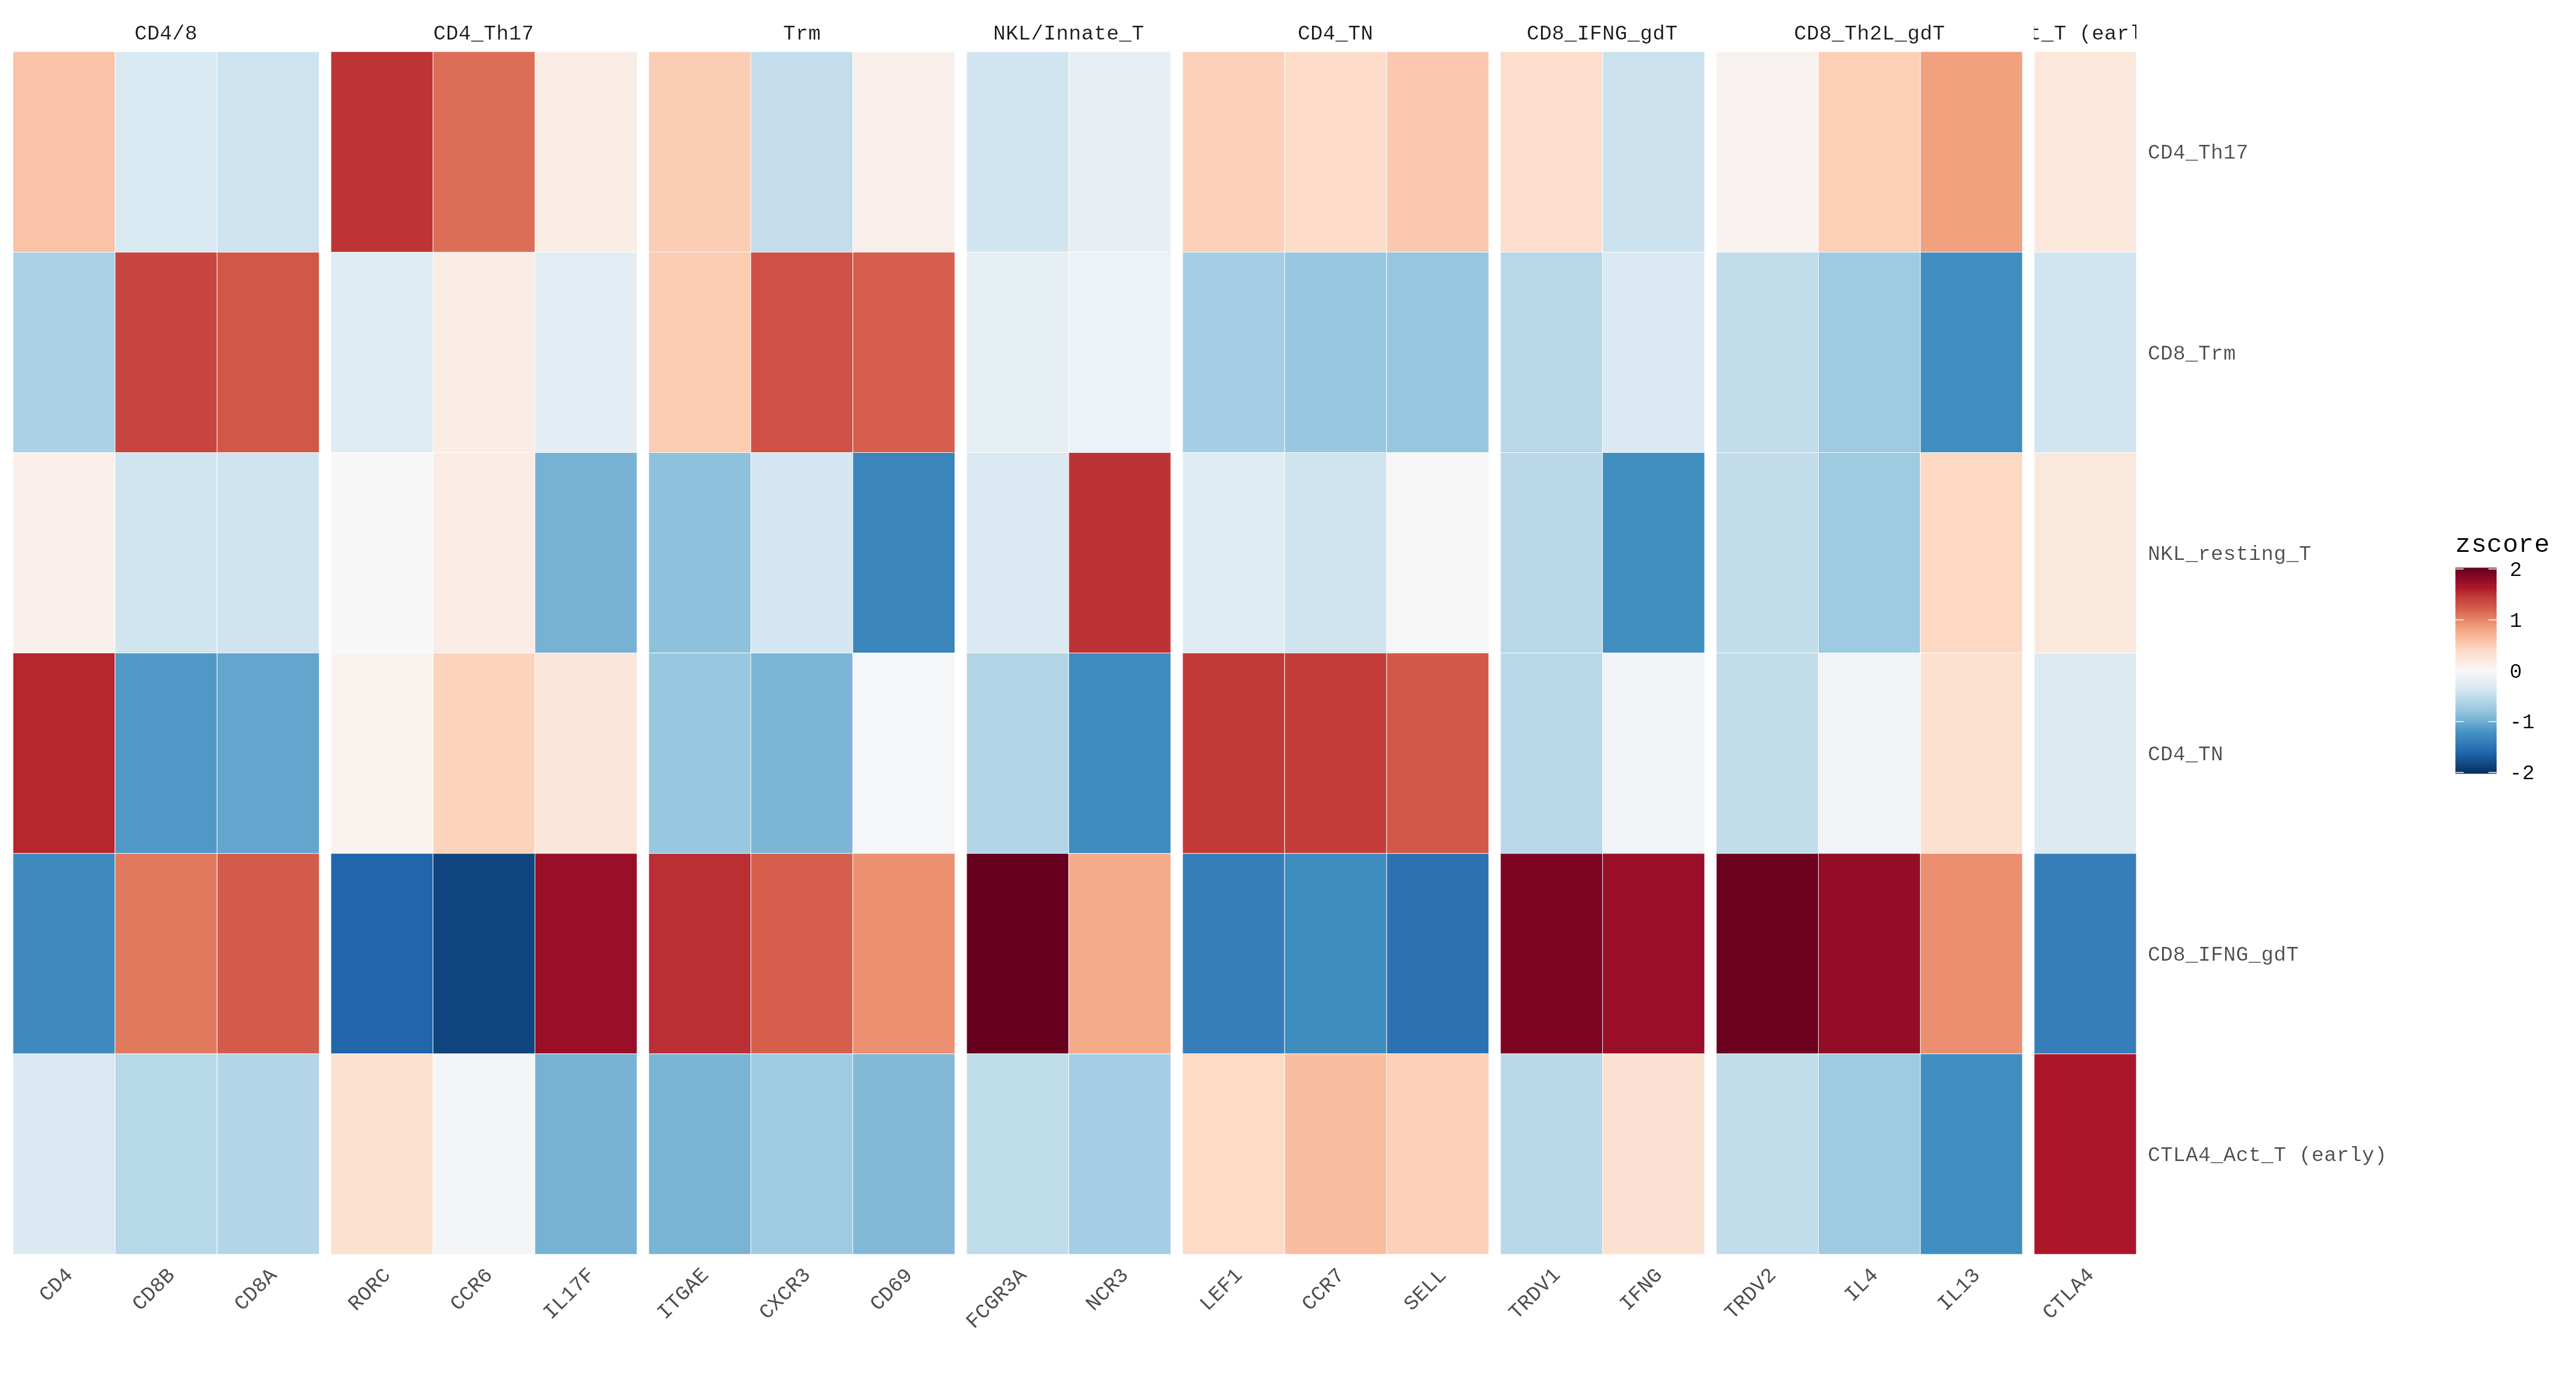 CD4/8 CD4_Th17 Trm NKL/Innate_T CD4_TN CD8_IFNG_gdT CD8_Th2L_gdT t_T (earl
CD4_Th17
CD8_Trm
NKL_resting_T
CD4_TN
CD8_IFNG_gdT
CTLA4_Act_T (early)
CD4 CD8B CD8A RORC CCR6 IL17F ITGAE CXCR3 CD69 FCGR3A NCR3 LEF1 CCR7 SELL TRDV1 IFNG TRDV2 IL4 IL13 CTLA4
zscore
2
1
0
-1
-2